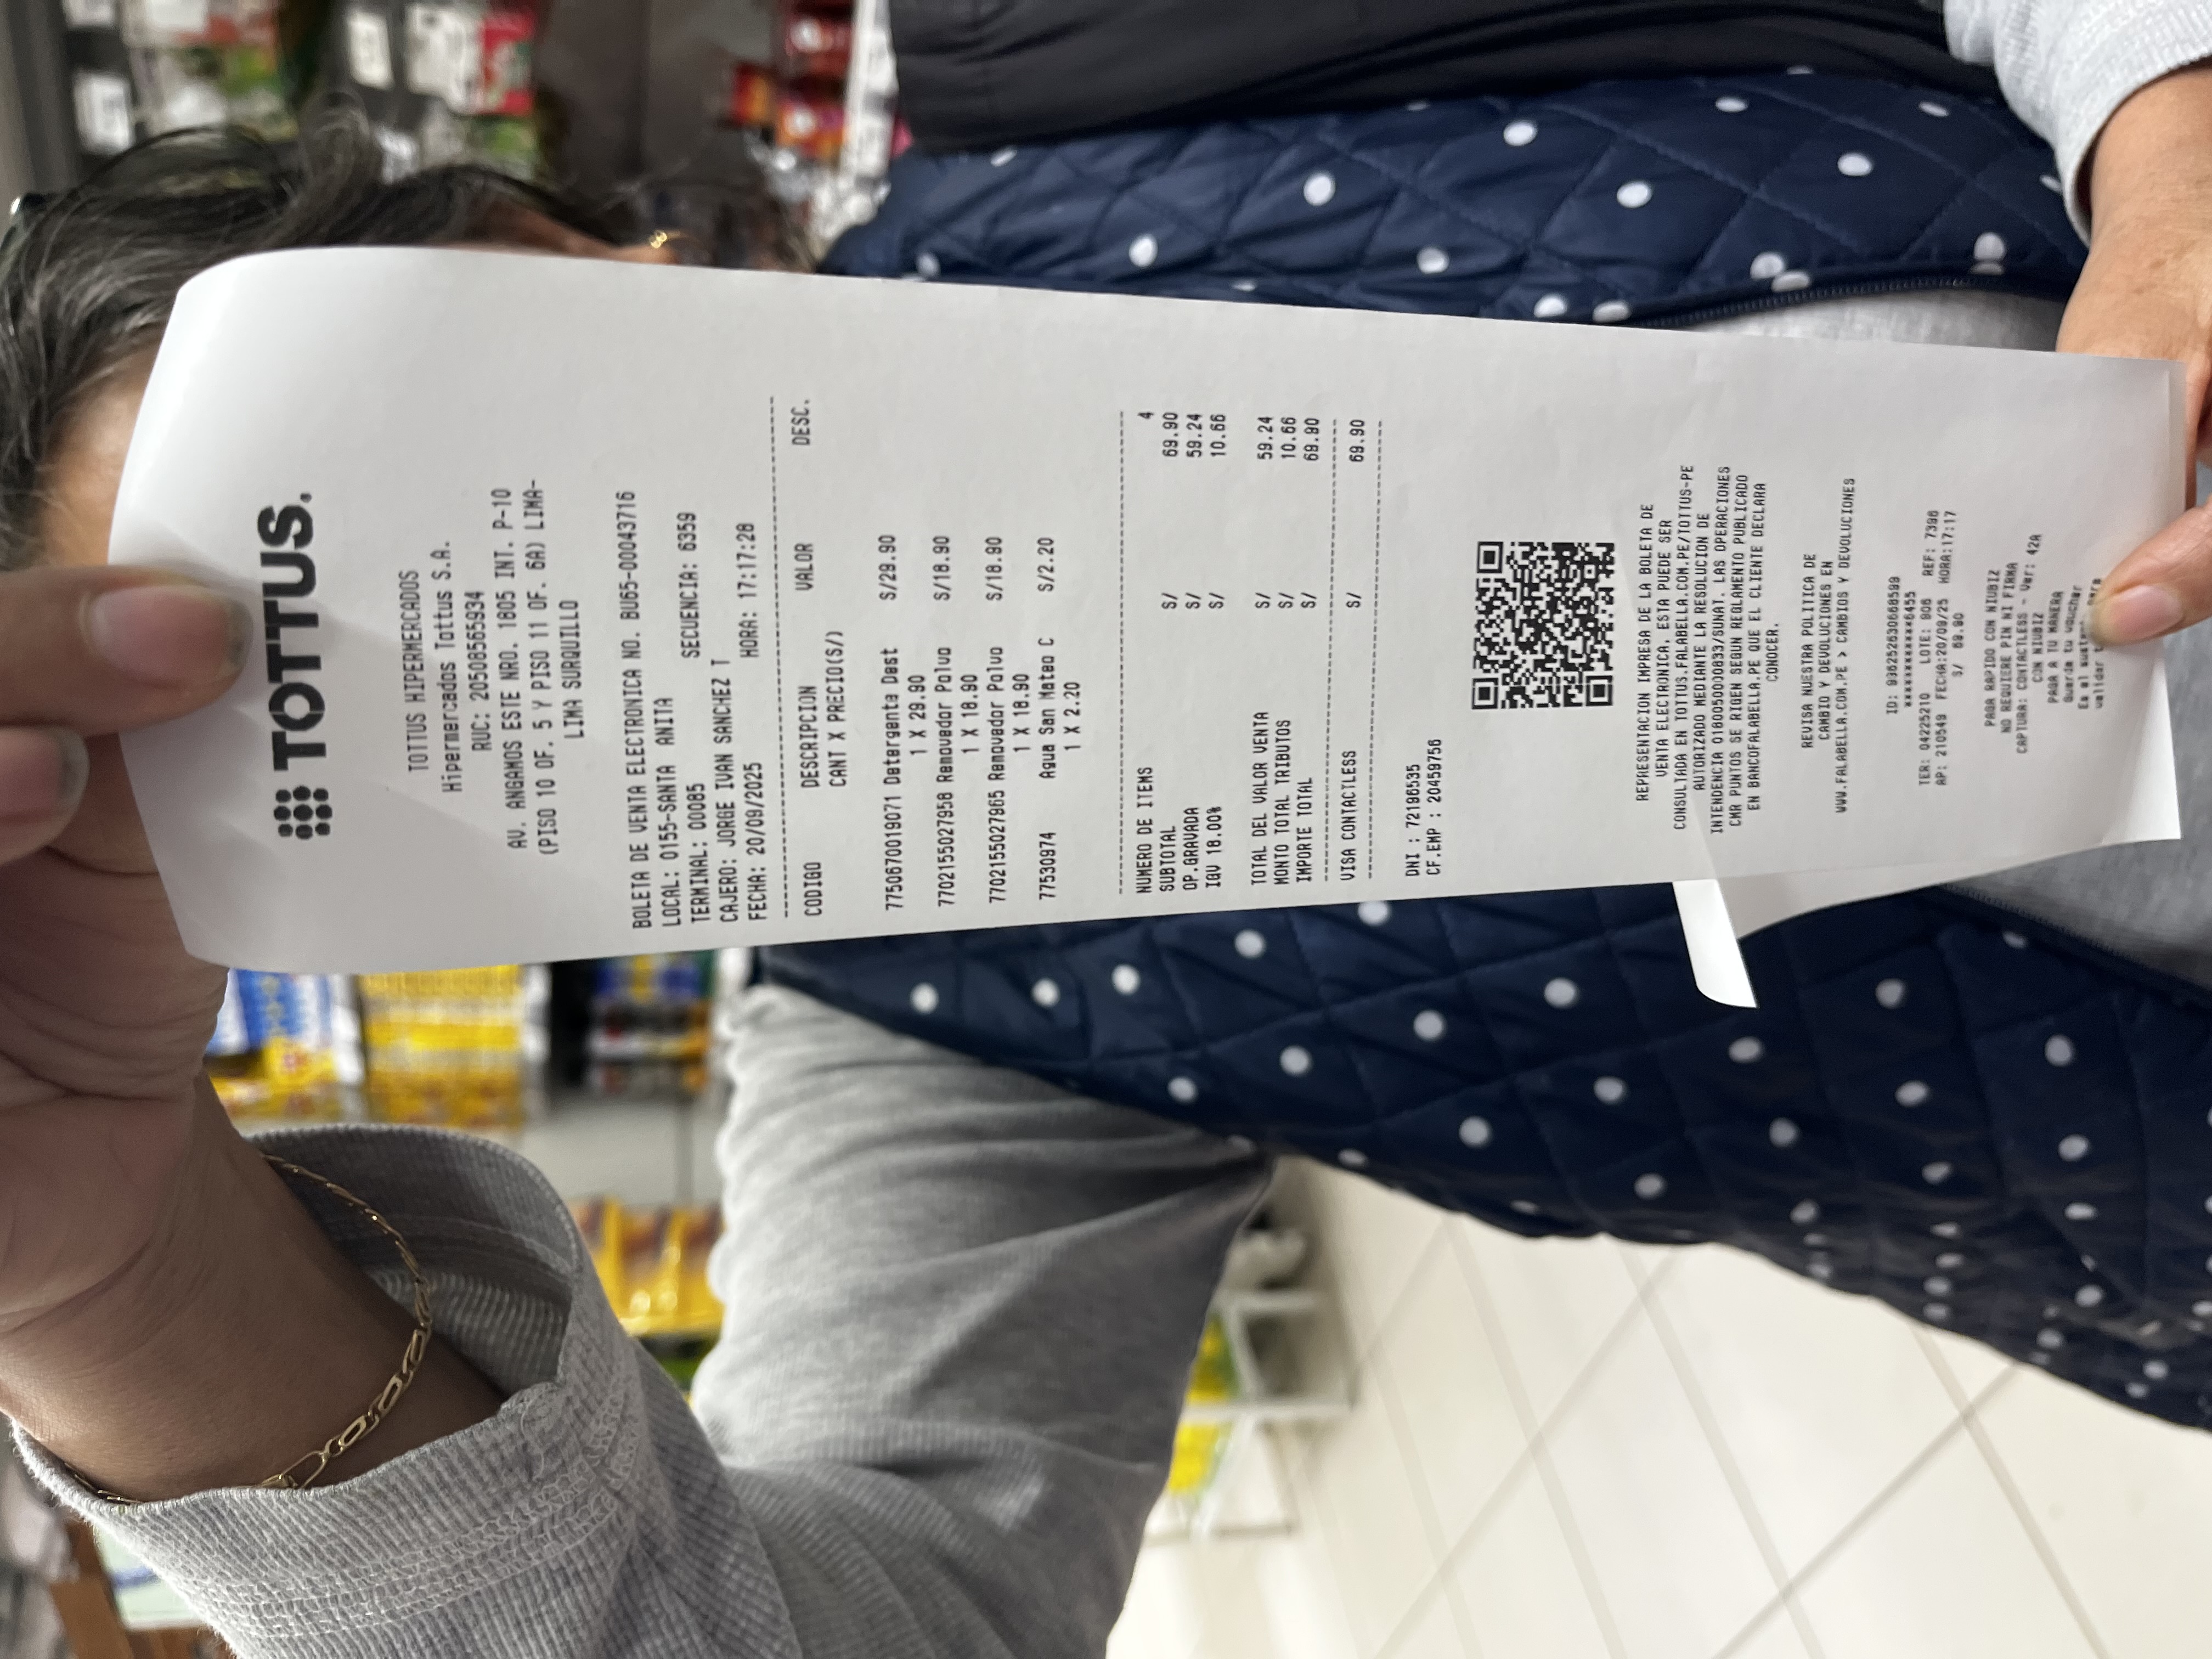 TOTTUS.
TOTTUS HIPERMERCADOS
Hipermercados Tottus S.A.
RUC: 20508565934
AV. ANGAMOS ESTE NRO. 1805 INT. P-10
(PISO 10 OF. 5 Y PISO 11 OF. 6A) LIMA-
LIMA SURQUILLO
BOLETA DE VENTA ELECTRONICA NO. BU65-00043716
LOCAL: 0155-SANTA ANITA
TERMINAL: 00085 SECUENCIA: 6359
CAJERO: JORGE IVAN SANCHEZ T
FECHA: 20/09/2025 HORA: 17:17:28
CODIGO DESCRIPCION VALOR DESC.
CANT X PRECIO(S/)
7750670019071 Detergente Dest S/29.90
1 X 29.90
7702155027958 Removedor Polvo S/18.90
1 X 18.90
7702155027965 Removedor Polvo S/18.90
1 X 18.90
77530974 Agua San Mateo C S/2.20
1 X 2.20
NUMERO DE ITEMS 4
SUBTOTAL S/ 69.90
OP.GRAVADA S/ 59.24
IGV 18.00% S/ 10.66
TOTAL DEL VALOR VENTA S/ 59.24
MONTO TOTAL TRIBUTOS S/ 10.66
IMPORTE TOTAL S/ 69.90
VISA CONTACTLESS S/ 69.90
DNI : 72196535
CF.EMP : 20459756
REPRESENTACION IMPRESA DE LA BOLETA DE
VENTA ELECTRONICA. ESTA PUEDE SER
CONSULTADA EN TOTTUS.FALABELLA.COM.PE/TOTTUS-PE
AUTORIZADO MEDIANTE LA RESOLUCION DE
INTENDENCIA 0180050000833/SUNAT. LAS OPERACIONES
CMR PUNTOS SE RIGEN SEGUN REGLAMENTO PUBLICADO
EN BANCOFALABELLA.PE QUE EL CLIENTE DECLARA
CONOCER.
REVISA NUESTRA POLITICA DE
CAMBIO Y DEVOLUCIONES EN
WWW.FALABELLA.COM.PE > CAMBIOS Y DEVOLUCIONES
ID: 996252630668599
************6455
TER: 04225210 LOTE: 906 REF: 7396
AP: 210549 FECHA:20/09/25 HORA:17:17
S/ 69.90
PAGA RAPIDO CON NIUBIZ
NO REQUIERE PIN NI FIRMA
CAPTURA: CONTACTLESS - Ver: 42A
CON NIUBIZ
PAGA A TU MANERA
Guarda tu voucher
Es el para
validar